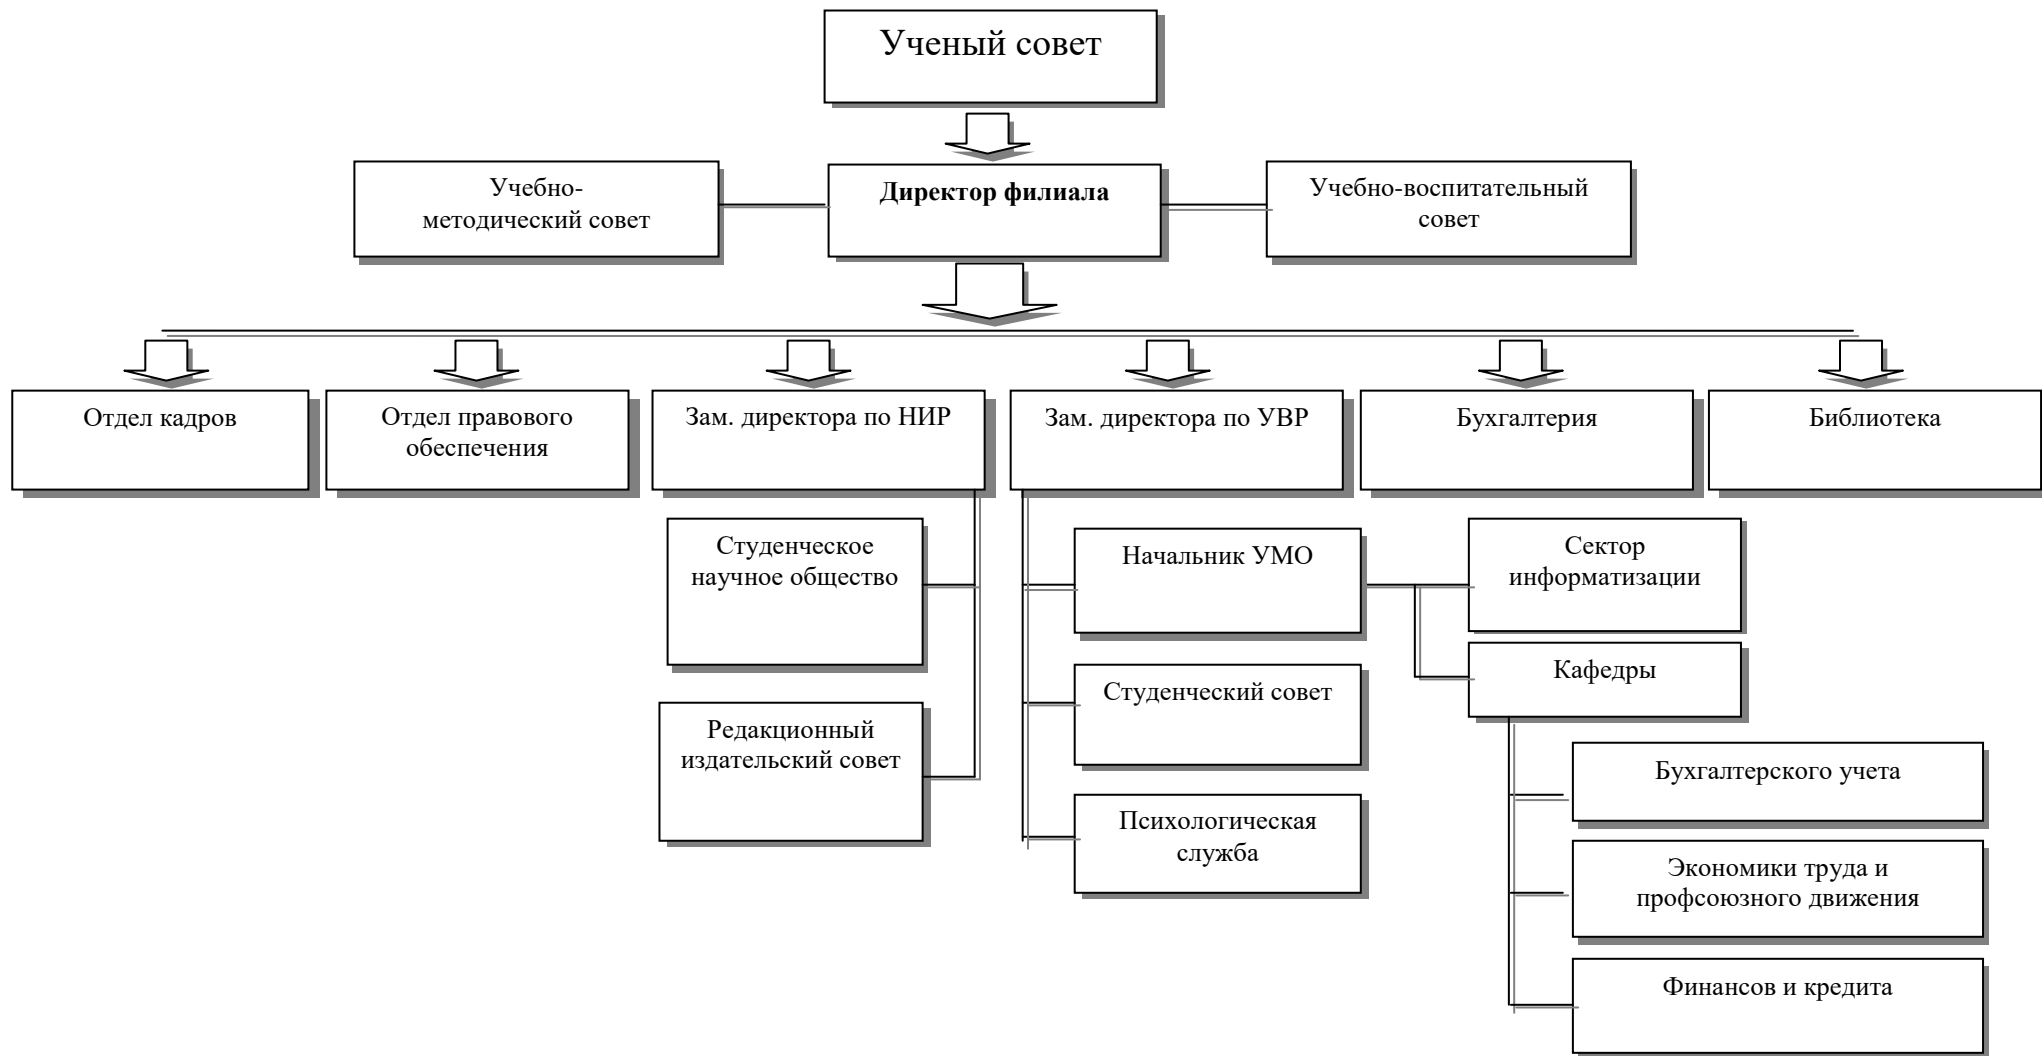 Ученый совет
Учебно-
методический совет
Директор филиала
Учебно-воспитательный
совет
Отдел кадров
Отдел правового
обеспечения
Зам. директора по НИР
Зам. директора по УВР
Бухгалтерия
Библиотека
Студенческое
научное общество
Редакционный
издательский совет
Начальник УМО
Студенческий совет
Психологическая
служба
Сектор
информатизации
Кафедры
Бухгалтерского учета
Экономики труда и
профсоюзного движения
Финансов и кредита